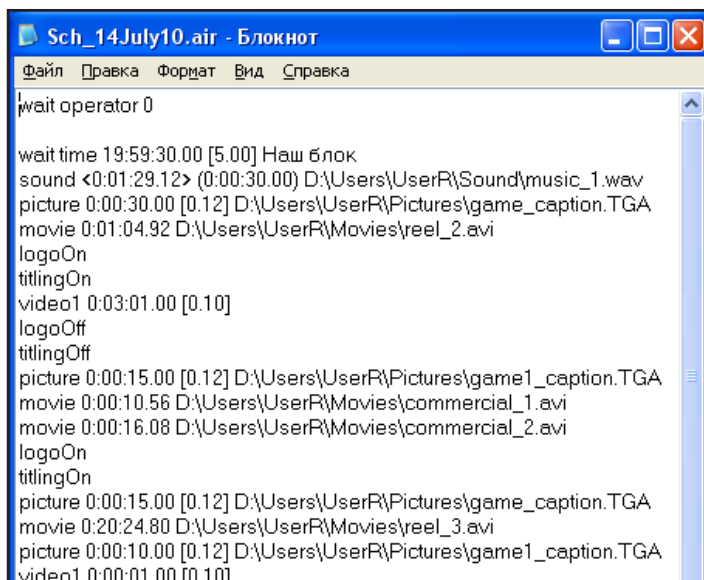 Sch_14July10.air - Блокнот
Файл Правка Формат Вид Справка
wait operator 0
wait time 19:59:30.00 [5.00] Наш блок
sound <0:01:29.12> (0:00:30.00) D:\Users\UserR\Sound\music_1.wav
picture 0:00:30.00 [0.12] D:\Users\UserR\Pictures\game_caption.TGA
movie 0:01:04.92 D:\Users\UserR\Movies\reel_2.avi
logoOn
titlingOn
video1 0:03:01.00 [0.10]
logoOff
titlingOff
picture 0:00:15.00 [0.12] D:\Users\UserR\Pictures\game1_caption.TGA
movie 0:00:10.56 D:\Users\UserR\Movies\commercial_1.avi
movie 0:00:16.08 D:\Users\UserR\Movies\commercial_2.avi
logoOn
titlingOn
picture 0:00:15.00 [0.12] D:\Users\UserR\Pictures\game_caption.TGA
movie 0:20:24.80 D:\Users\UserR\Movies\reel_3.avi
picture 0:00:10.00 [0.12] D:\Users\UserR\Pictures\game1_caption.TGA
video1 0:00:01.00 [0.10]